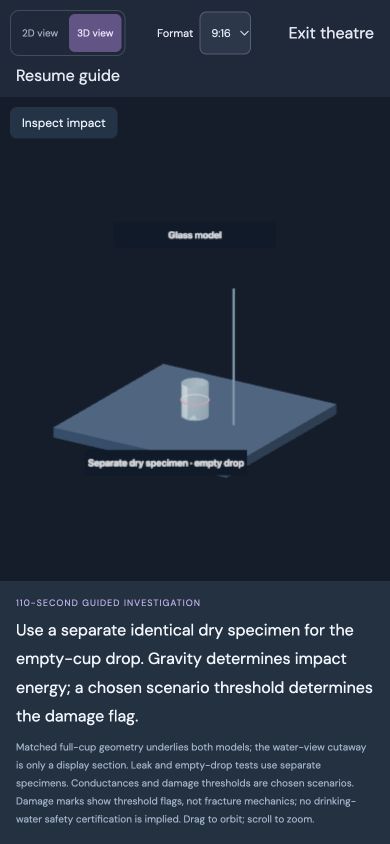 2D view 3D view Format 9:16 Exit theatre
Resume guide
Inspect impact
Glass model
Separate dry specimen - empty drop
110-SECOND GUIDED INVESTIGATION
Use a separate identical dry specimen for the
empty-cup drop. Gravity determines impact
energy; a chosen scenario threshold determines
the damage flag.
Matched full-cup geometry underlies both models; the water-view cutaway
is only a display section. Leak and empty-drop tests use separate
specimens. Conductances and damage thresholds are chosen scenarios.
Damage marks show threshold flags, not fracture mechanics; no drinking-
water safety certification is implied. Drag to orbit; scroll to zoom.